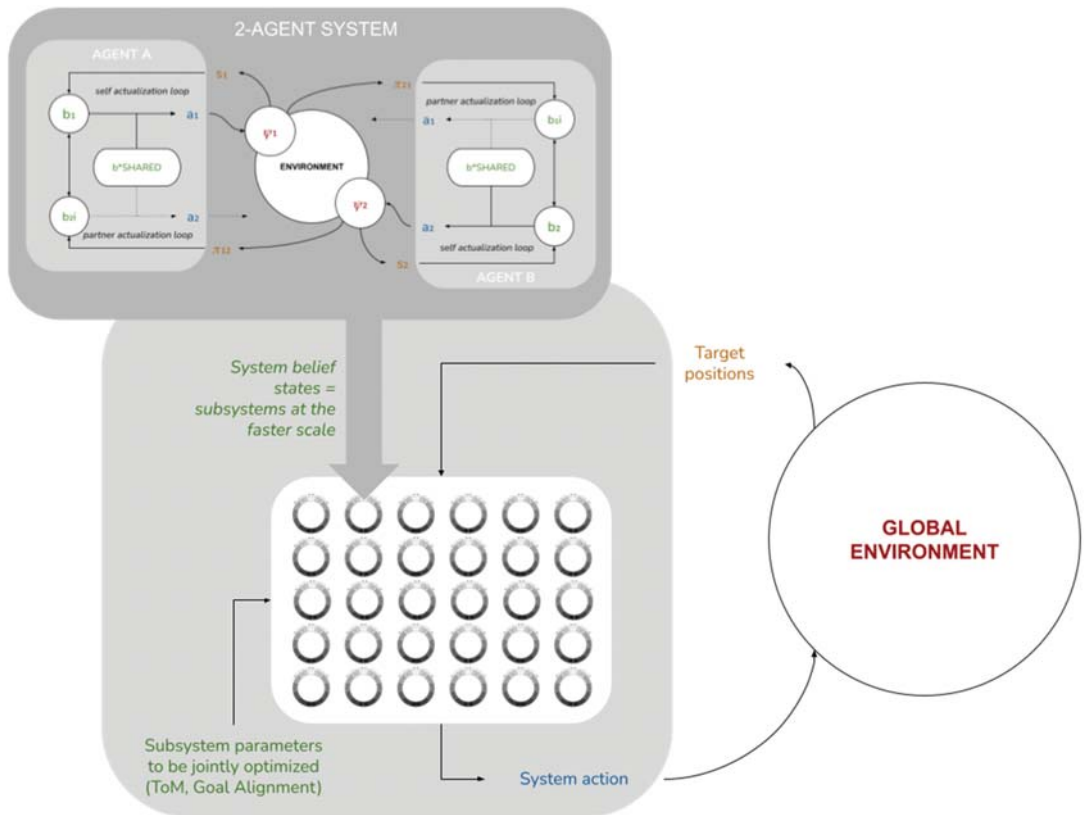 2-AGENT SYSTEM
AGENT A
s₁
self actualization loop
b₁
a₁
b*SHARED
b₂i
a₂
partner actualization loop
π₁₂
ψ₁
ENVIRONMENT
ψ₂
π₂₁
partner actualization loop
a₁
b₁i
b*SHARED
a₂
b₂
self actualization loop
s₂
AGENT B
System belief
states =
subsystems at the
faster scale
Target
positions
GLOBAL
ENVIRONMENT
Subsystem parameters
to be jointly optimized
(ToM, Goal Alignment)
System action